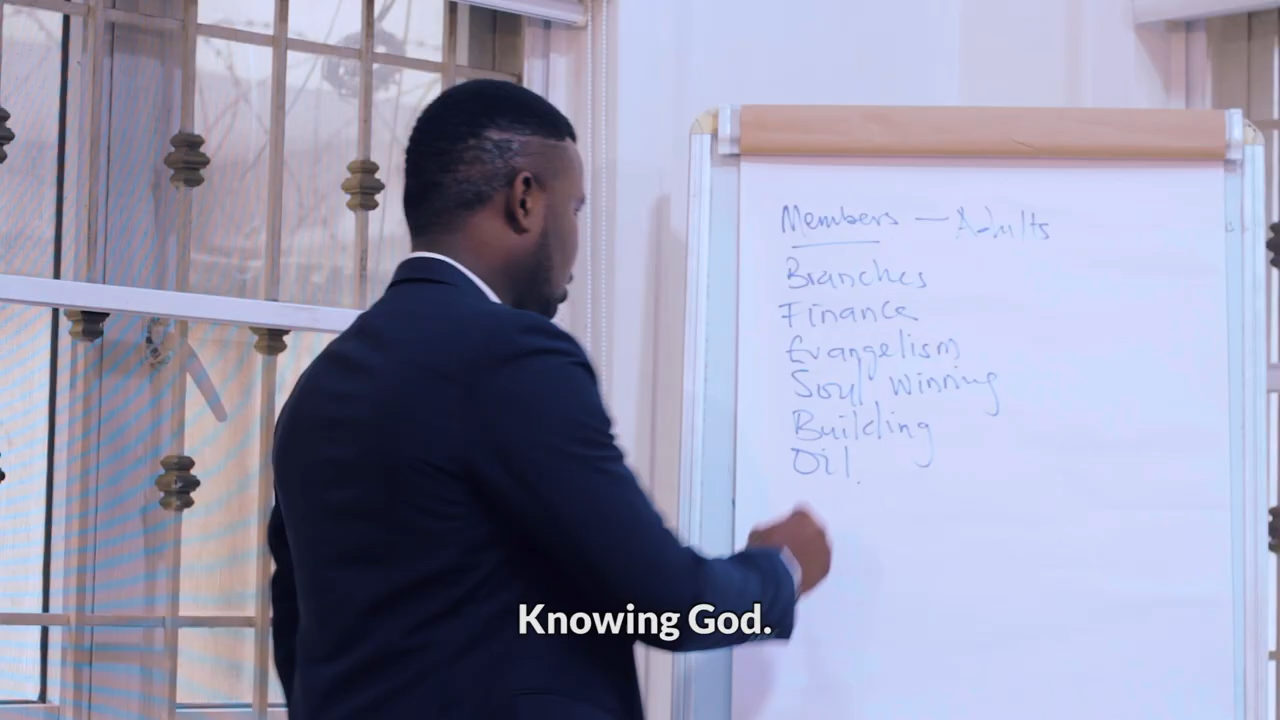 Members — Adults
Branches
Finance
Evangelism
Soul Winning
Building
Oil.
Knowing God.